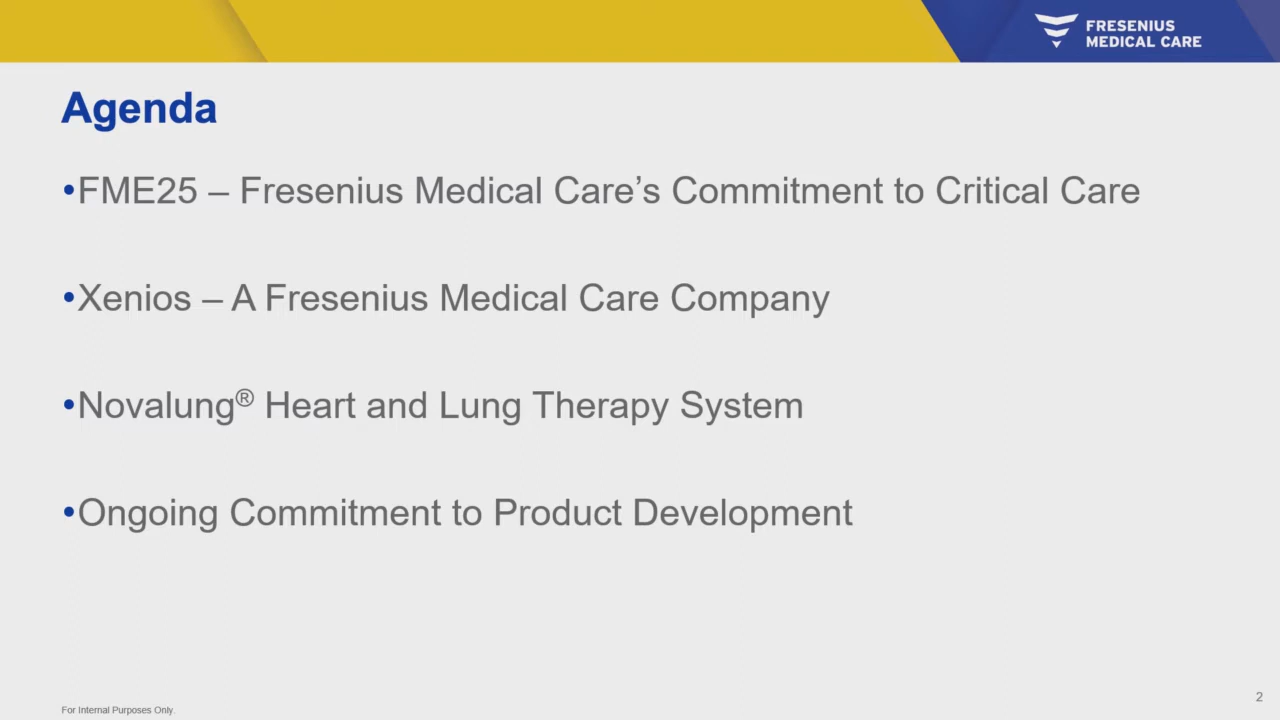 FRESENIUS
MEDICAL CARE
Agenda
•FME25 – Fresenius Medical Care’s Commitment to Critical Care
•Xenios – A Fresenius Medical Care Company
•Novalung® Heart and Lung Therapy System
•Ongoing Commitment to Product Development
For Internal Purposes Only.
2